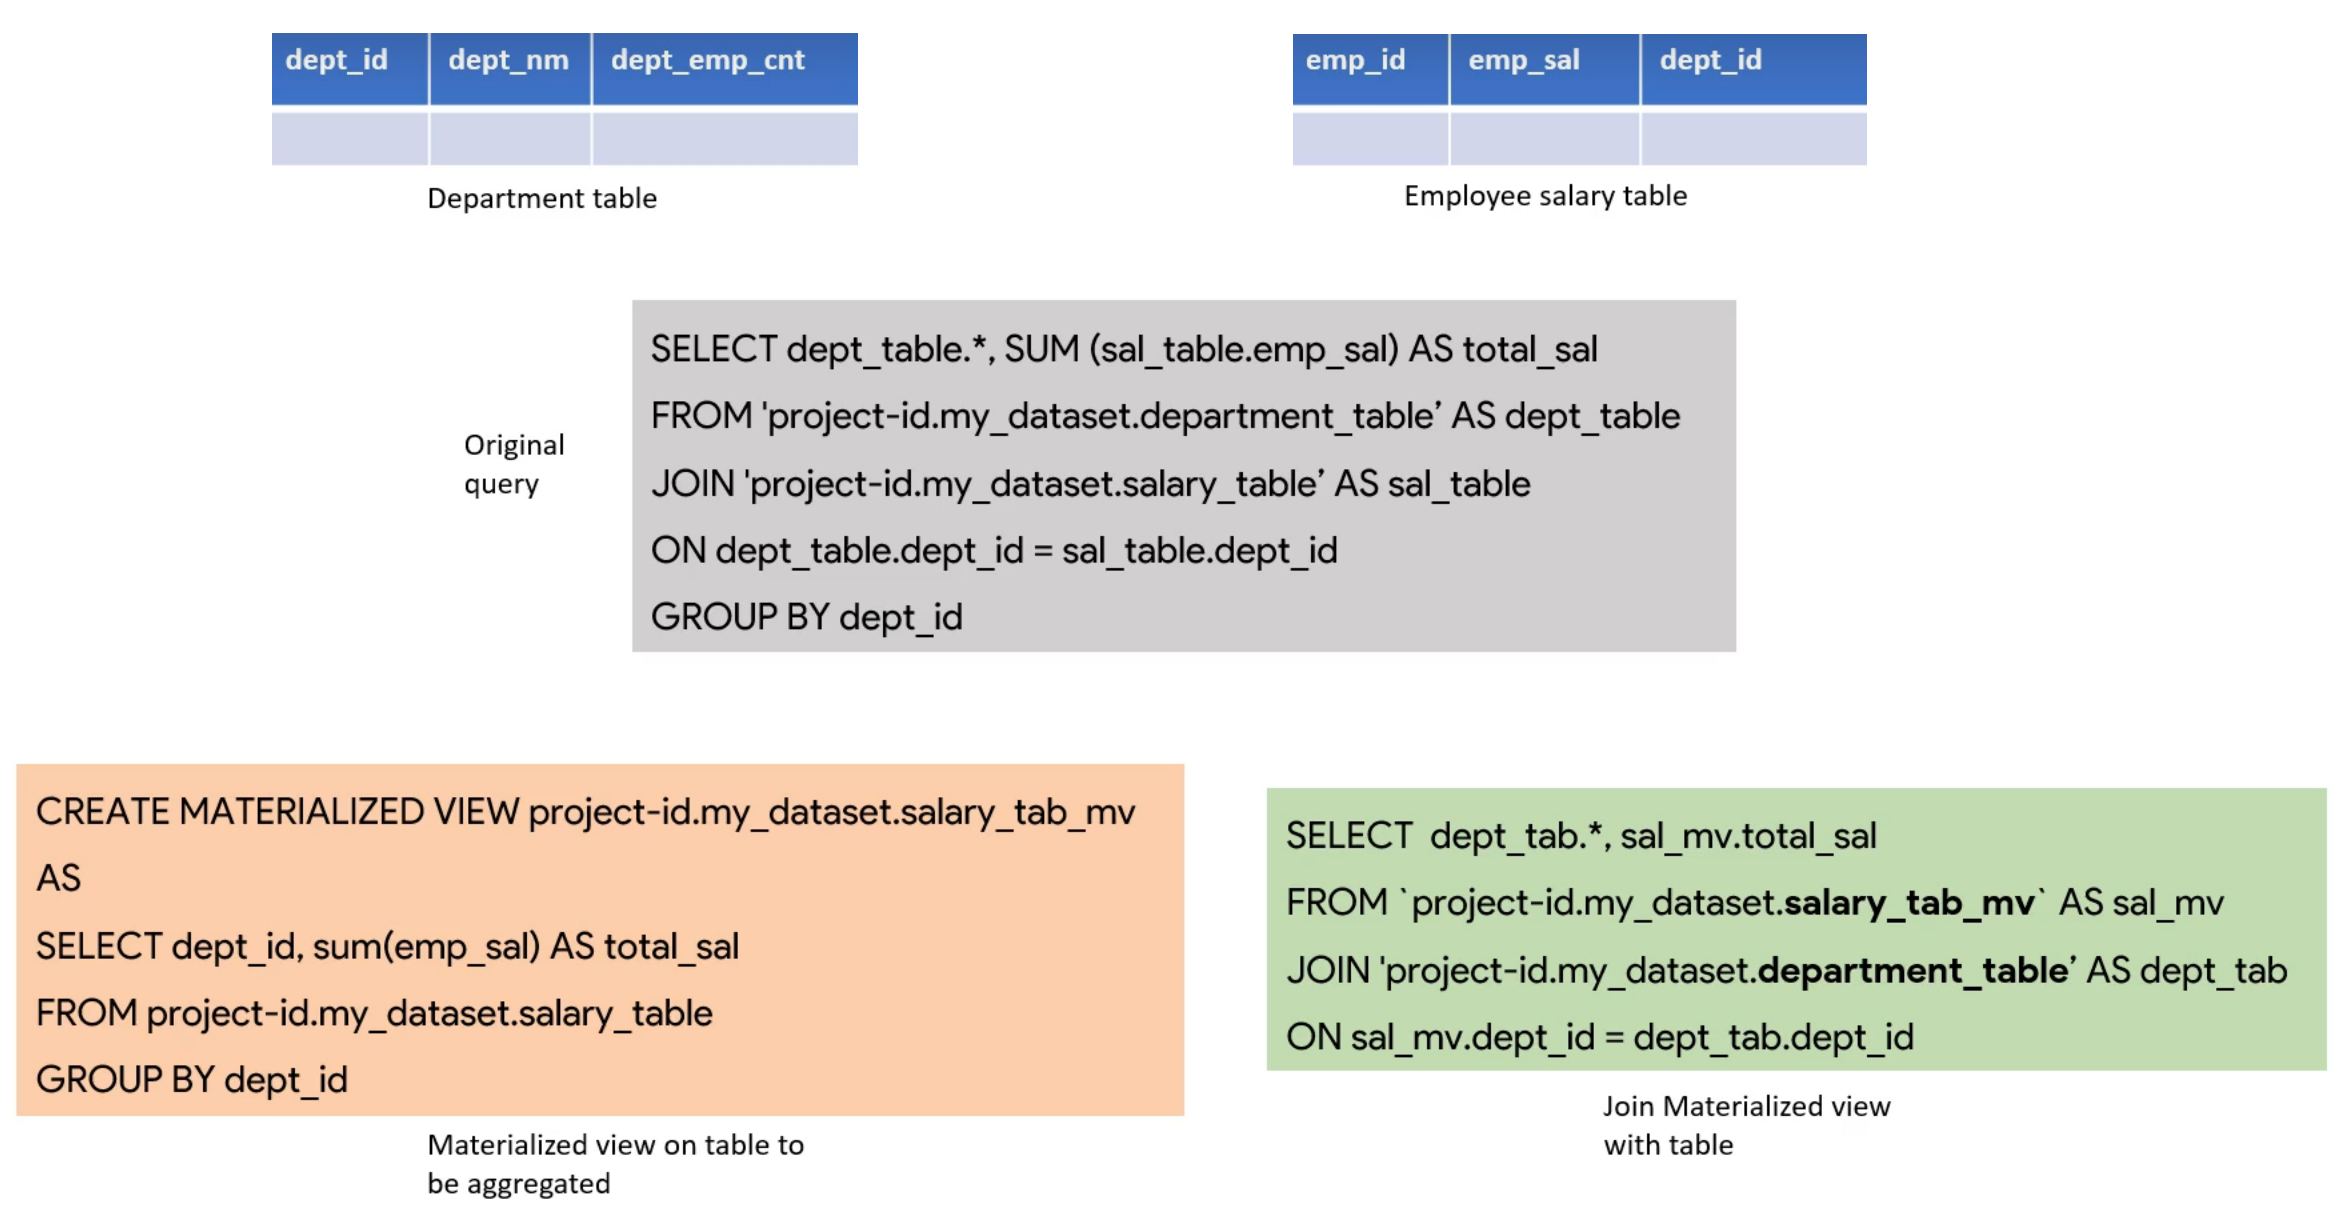 dept_id dept_nm dept_emp_cnt
Department table
emp_id emp_sal dept_id
Employee salary table
Original
query
SELECT dept_table.*, SUM (sal_table.emp_sal) AS total_sal
FROM 'project-id.my_dataset.department_table’ AS dept_table
JOIN 'project-id.my_dataset.salary_table’ AS sal_table
ON dept_table.dept_id = sal_table.dept_id
GROUP BY dept_id
CREATE MATERIALIZED VIEW project-id.my_dataset.salary_tab_mv
AS
SELECT dept_id, sum(emp_sal) AS total_sal
FROM project-id.my_dataset.salary_table
GROUP BY dept_id
Materialized view on table to
be aggregated
SELECT  dept_tab.*, sal_mv.total_sal
FROM `project-id.my_dataset.salary_tab_mv` AS sal_mv
JOIN 'project-id.my_dataset.department_table’ AS dept_tab
ON sal_mv.dept_id = dept_tab.dept_id
Join Materialized view
with table